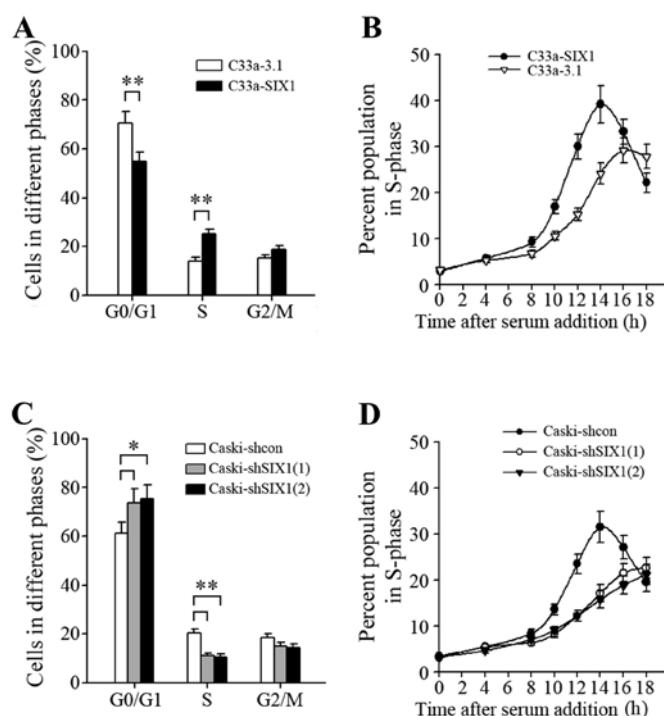 A
Cells in different phases (%)
100
80
60
40
20
0
C33a-3.1
C33a-SIX1
**
**
G0/G1 S G2/M
B
Percent population
in S-phase
50
40
30
20
10
0
C33a-SIX1
C33a-3.1
0 2 4 6 8 10 12 14 16 18
Time after serum addition (h)
C
Cells in different phases (%)
100
80
60
40
20
0
Caski-shcon
Caski-shSIX1(1)
Caski-shSIX1(2)
*
**
G0/G1 S G2/M
D
Percent population
in S-phase
50
40
30
20
10
0
Caski-shcon
Caski-shSIX1(1)
Caski-shSIX1(2)
0 2 4 6 8 10 12 14 16 18
Time after serum addition (h)